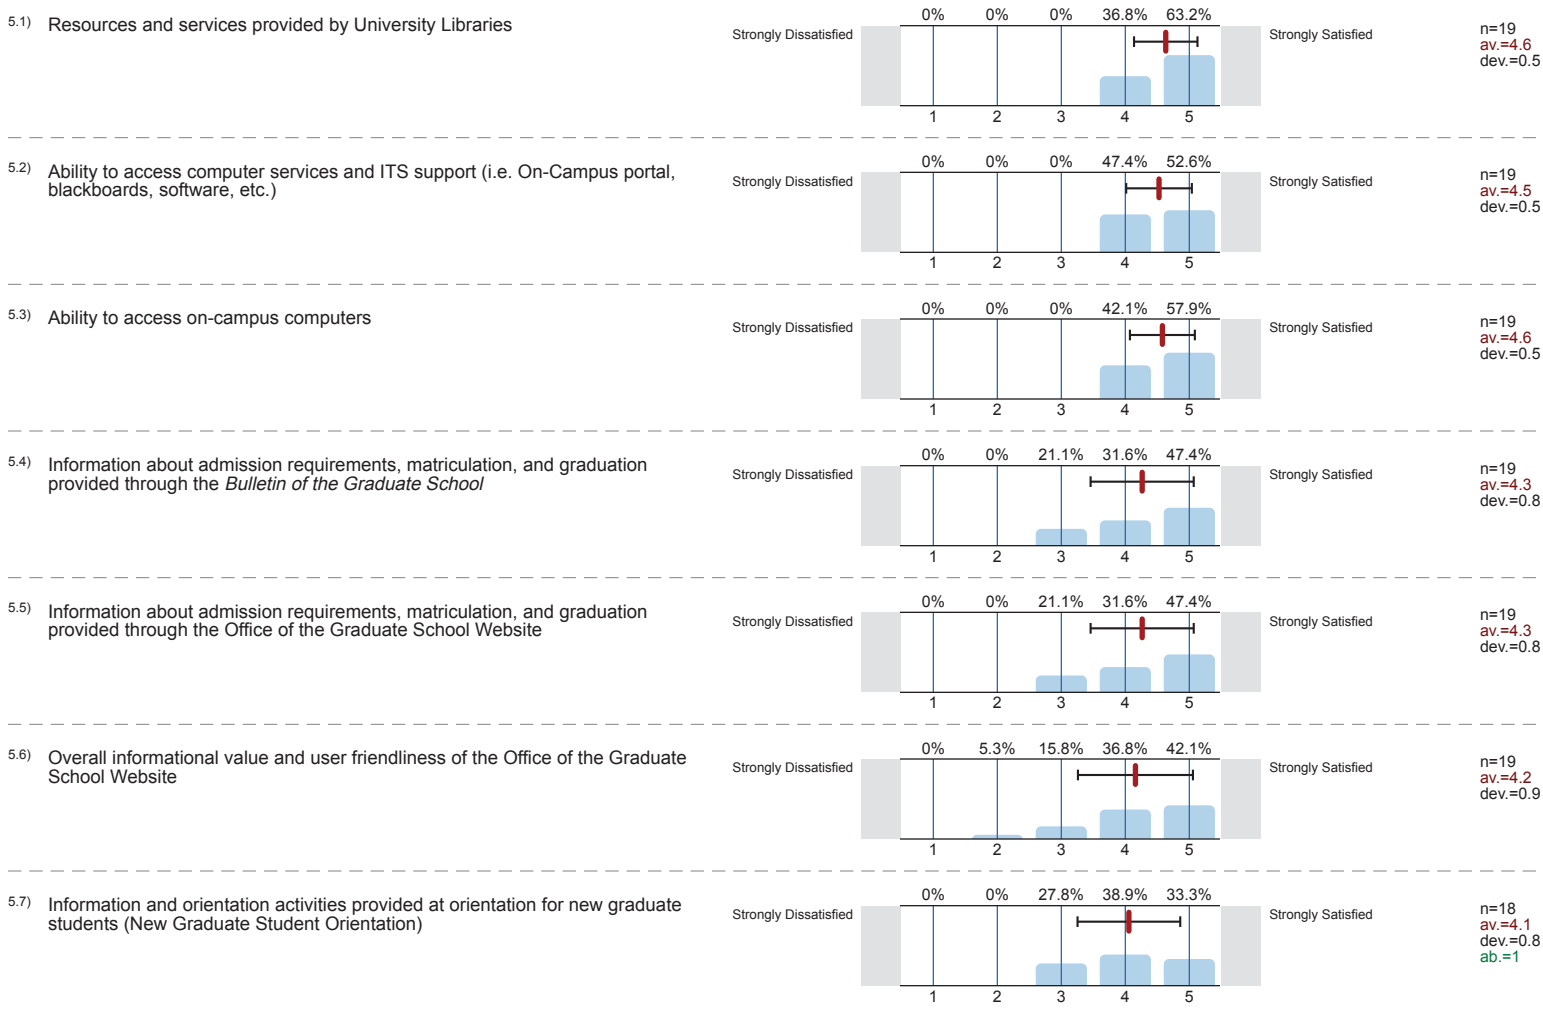 5.1) Resources and services provided by University Libraries
0% 0% 0% 36.8% 63.2%
Strongly Dissatisfied
Strongly Satisfied
n=19
av.=4.6
dev.=0.5
1 2 3 4 5
5.2) Ability to access computer services and ITS support (i.e. On-Campus portal,
blackboards, software, etc.)
0% 0% 0% 47.4% 52.6%
Strongly Dissatisfied
Strongly Satisfied
n=19
av.=4.5
dev.=0.5
1 2 3 4 5
5.3) Ability to access on-campus computers
0% 0% 0% 42.1% 57.9%
Strongly Dissatisfied
Strongly Satisfied
n=19
av.=4.6
dev.=0.5
1 2 3 4 5
5.4) Information about admission requirements, matriculation, and graduation
provided through the Bulletin of the Graduate School
0% 0% 21.1% 31.6% 47.4%
Strongly Dissatisfied
Strongly Satisfied
n=19
av.=4.3
dev.=0.8
1 2 3 4 5
5.5) Information about admission requirements, matriculation, and graduation
provided through the Office of the Graduate School Website
0% 0% 21.1% 31.6% 47.4%
Strongly Dissatisfied
Strongly Satisfied
n=19
av.=4.3
dev.=0.8
1 2 3 4 5
5.6) Overall informational value and user friendliness of the Office of the Graduate
School Website
0% 5.3% 15.8% 36.8% 42.1%
Strongly Dissatisfied
Strongly Satisfied
n=19
av.=4.2
dev.=0.9
1 2 3 4 5
5.7) Information and orientation activities provided at orientation for new graduate
students (New Graduate Student Orientation)
0% 0% 27.8% 38.9% 33.3%
Strongly Dissatisfied
Strongly Satisfied
n=18
av.=4.1
dev.=0.8
ab.=1
1 2 3 4 5